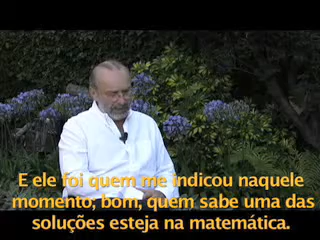 E ele foi quem me indicou naquele
momento; bom, quem sabe uma das
soluções esteja na matemática.